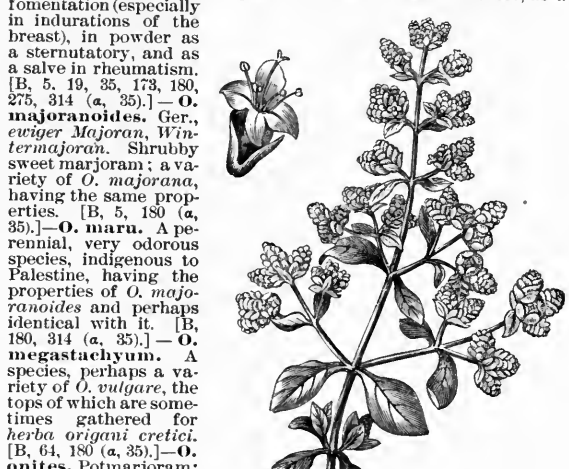 fomentation (especially
in indurations of the
breast), in powder as
a sternutatory, and as
a salve in rheumatism.
[B, 5. 19, 35, 173, 180,
275, 314 (a, 35).] — O.
majoranoides. Ger.,
ewiger Majoran, Win-
termajoran. Shrubby
sweet marjoram; a va-
riety of O. majorana,
having the same prop-
erties. [B, 5, 180 (a,
35).]—O. maru. A pe-
rennial, very odorous
species, indigenous to
Palestine, having the
properties of O. majo-
ranoides and perhaps
identical with it. [B,
180, 314 (a, 35).] — O.
megastachyum. A
species, perhaps a va-
riety of O. vulgare, the
tops of which are some-
times gathered for
herba origani cretici.
[B, 64, 180 (a, 35).]—O.
onites. Potmarjoram;